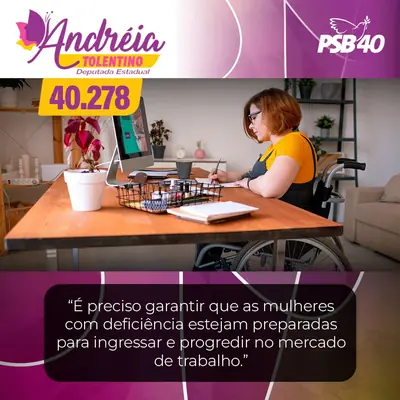 Andréia
TOLENTINO
Deputada Estadual
PSB40
40.278
“É preciso garantir que as mulheres
com deficiência estejam preparadas
para ingressar e progredir no mercado
de trabalho.”